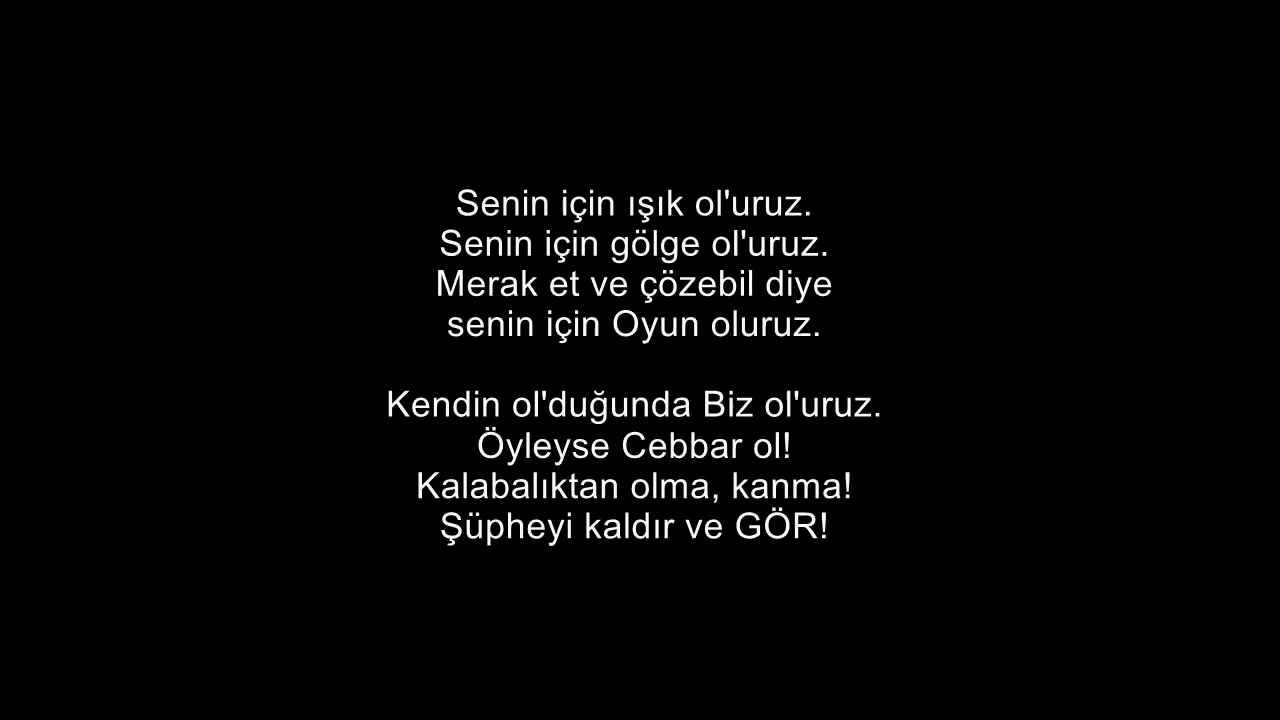 Senin için ışık ol'uruz.
Senin için gölge ol'uruz.
Merak et ve çözebil diye
senin için Oyun oluruz.
Kendin ol'duğunda Biz ol'uruz.
Öyleyse Cebbar ol!
Kalabalıktan olma, kanma!
Şüpheyi kaldır ve GÖR!